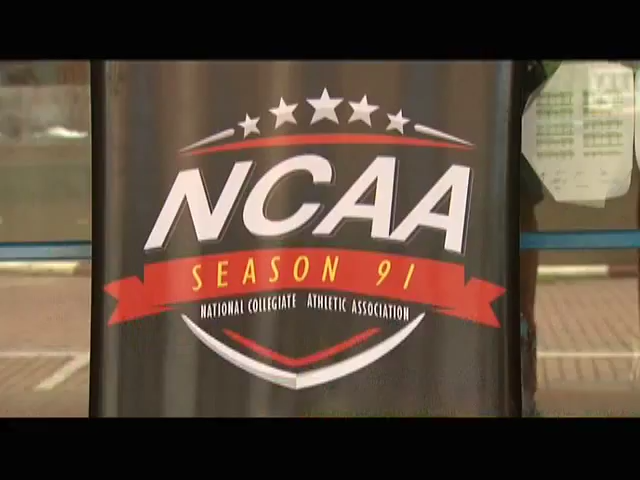 NCAA
SEASON 91
NATIONAL COLLEGIATE ATHLETIC ASSOCIATION